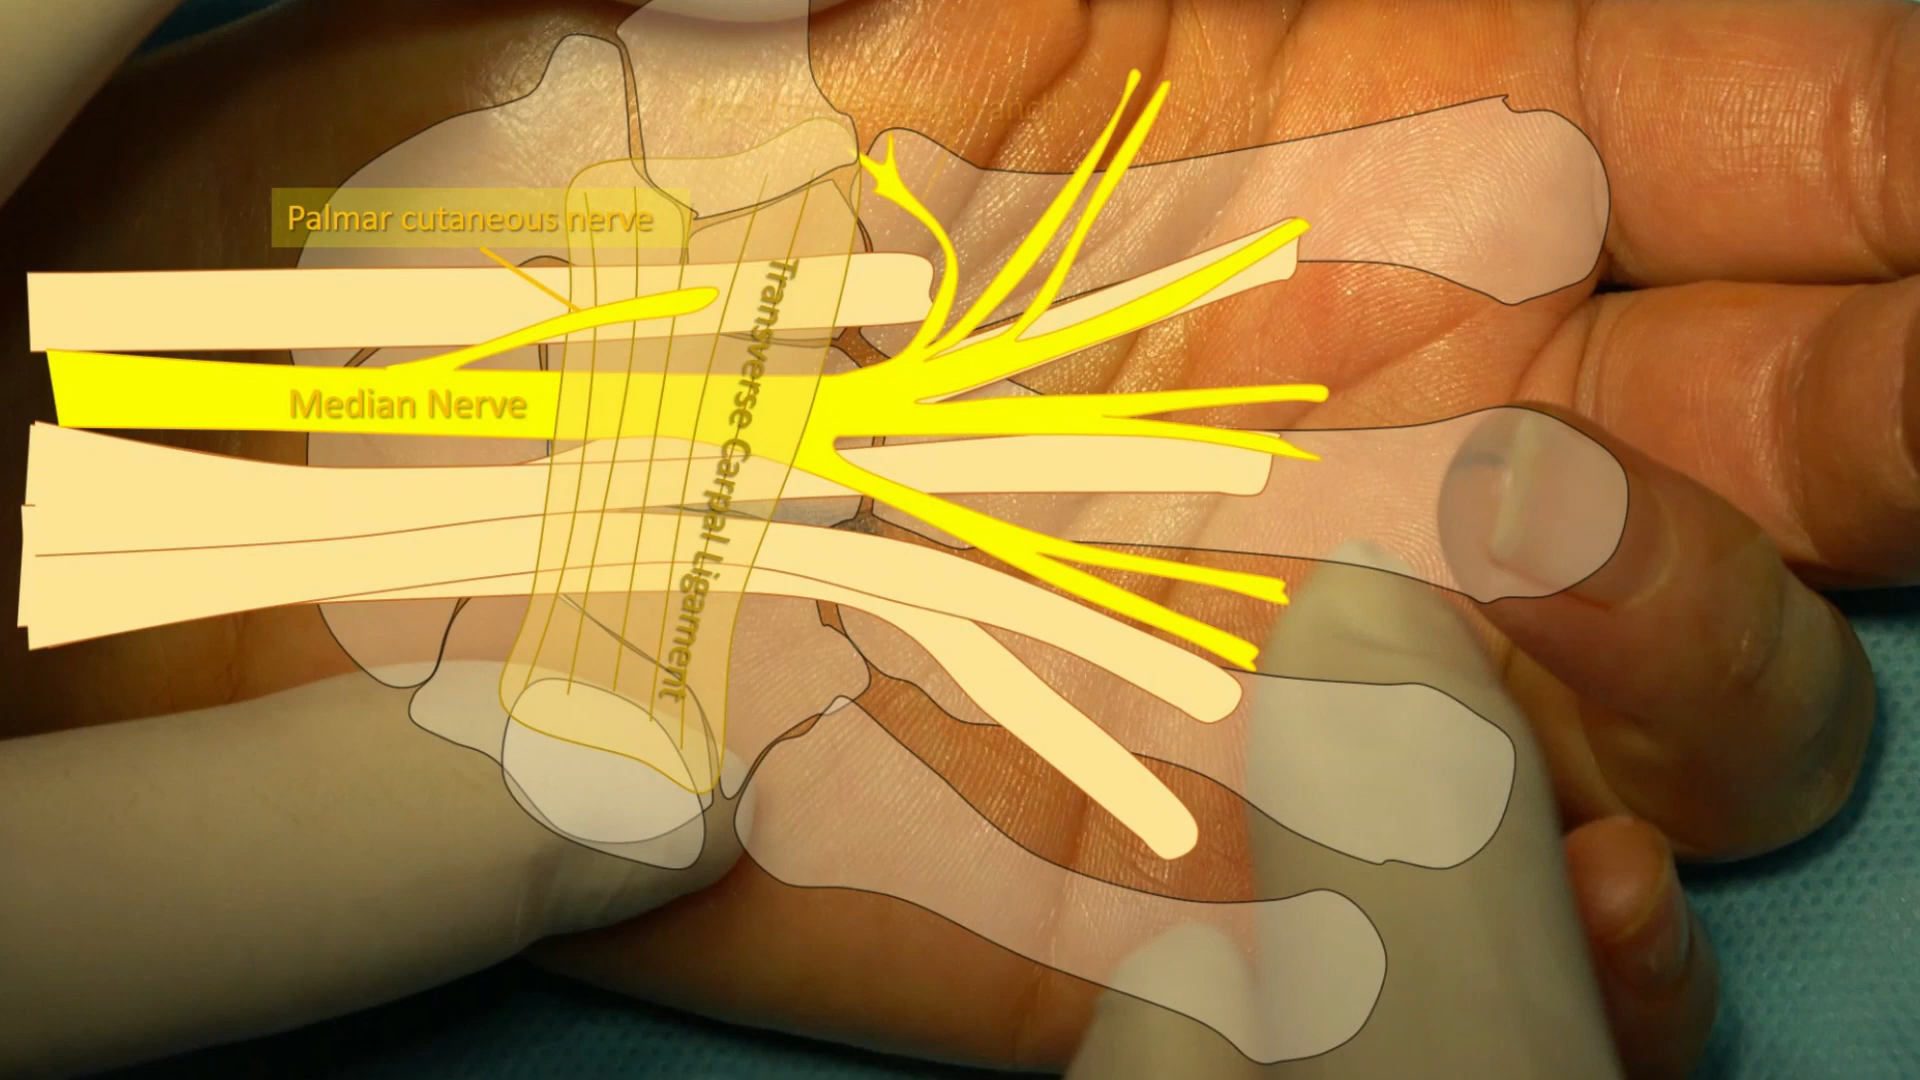 Palmar cutaneous nerve
Median Nerve
Transverse Carpal Ligament